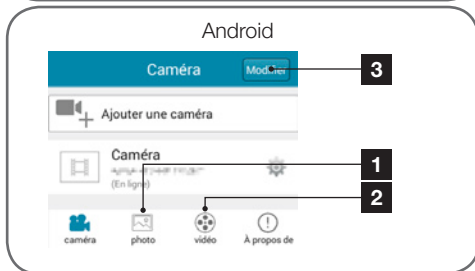 Android
Caméra Modifier 3
Ajouter une caméra
Caméra
(En ligne)
1
2
caméra photo vidéo À propos de